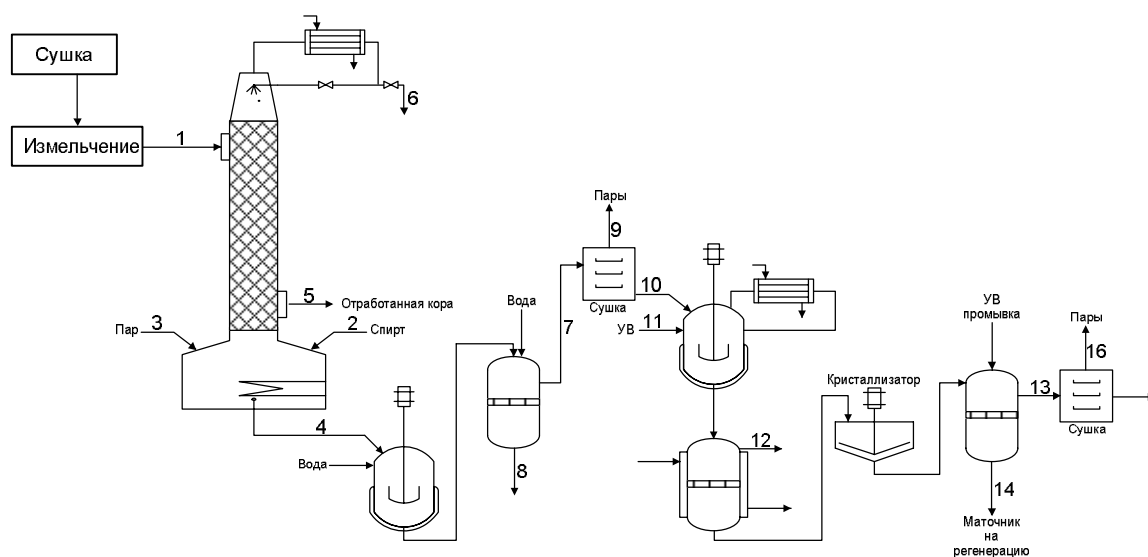 Сушка
Измельчение
1
6
5
Отработанная кора
Пар
3
2
Спирт
4
Вода
Вода
7
8
Пары
9
Сушка
10
УВ
11
12
Кристаллизатор
УВ
промывка
13
14
Маточник
на
регенерацию
Пары
16
Сушка